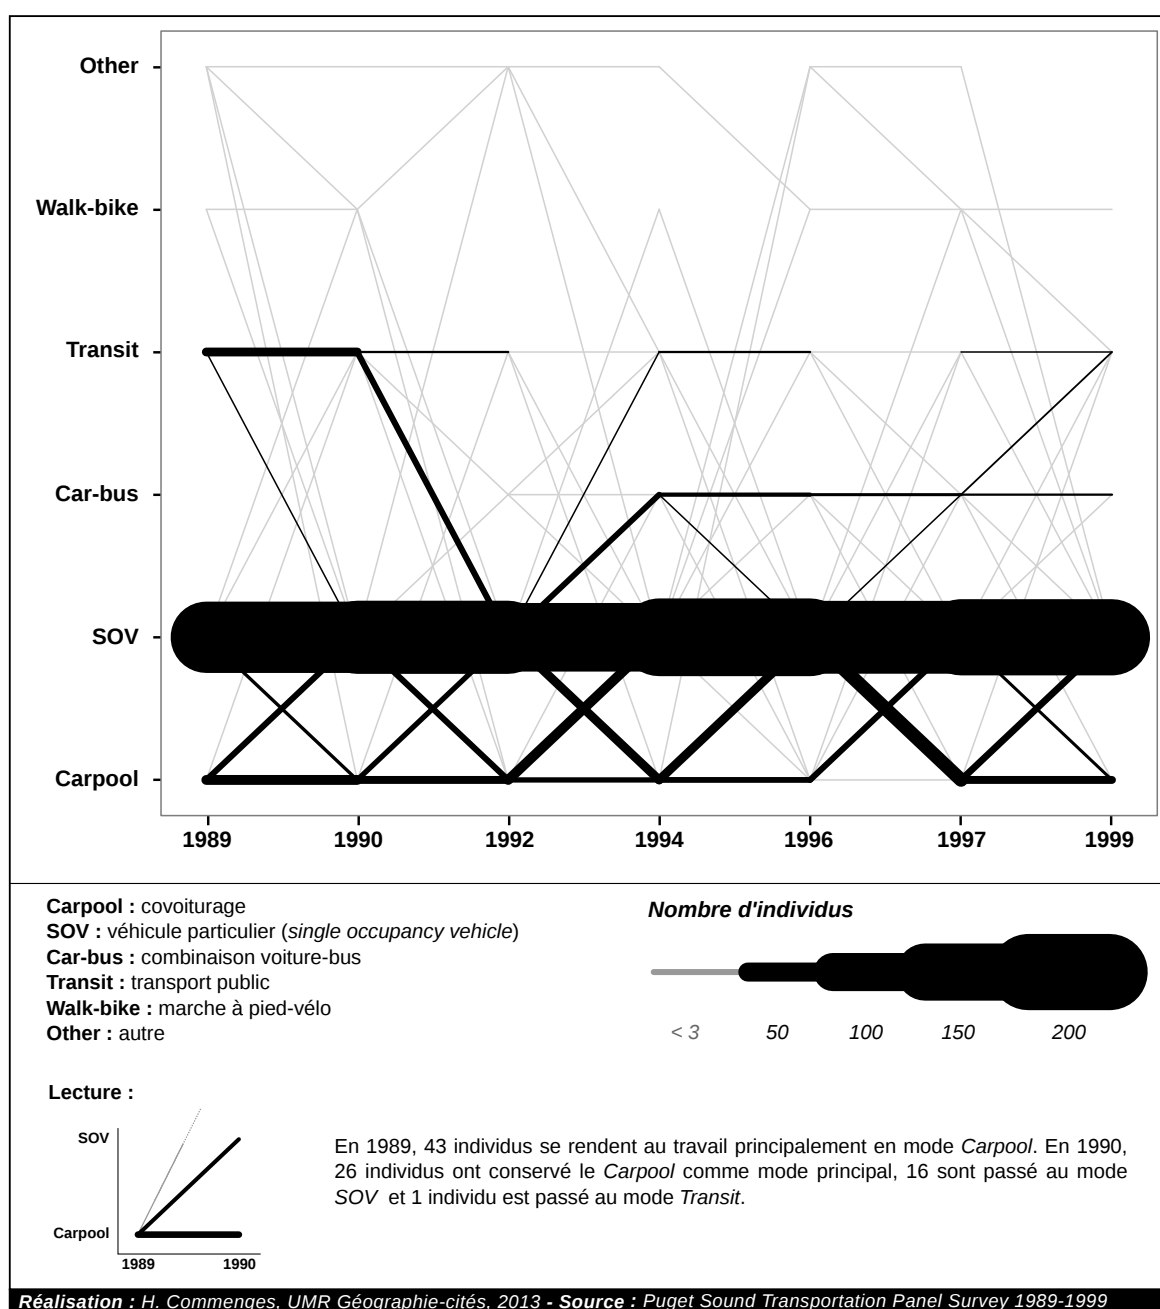 Other
Walk-bike
Transit
Car-bus
SOV
Carpool
1989 1990 1992 1994 1996 1997 1999
Carpool : covoiturage
SOV : véhicule particulier (single occupancy vehicle)
Car-bus : combinaison voiture-bus
Transit : transport public
Walk-bike : marche à pied-vélo
Other : autre
Nombre d'individus
< 3 50 100 150 200
Lecture :
SOV
Carpool
1989 1990
En 1989, 43 individus se rendent au travail principalement en mode Carpool. En 1990,
26 individus ont conservé le Carpool comme mode principal, 16 sont passé au mode
SOV et 1 individu est passé au mode Transit.
Réalisation : H. Commenges, UMR Géographie-cités, 2013 - Source : Puget Sound Transportation Panel Survey 1989-1999